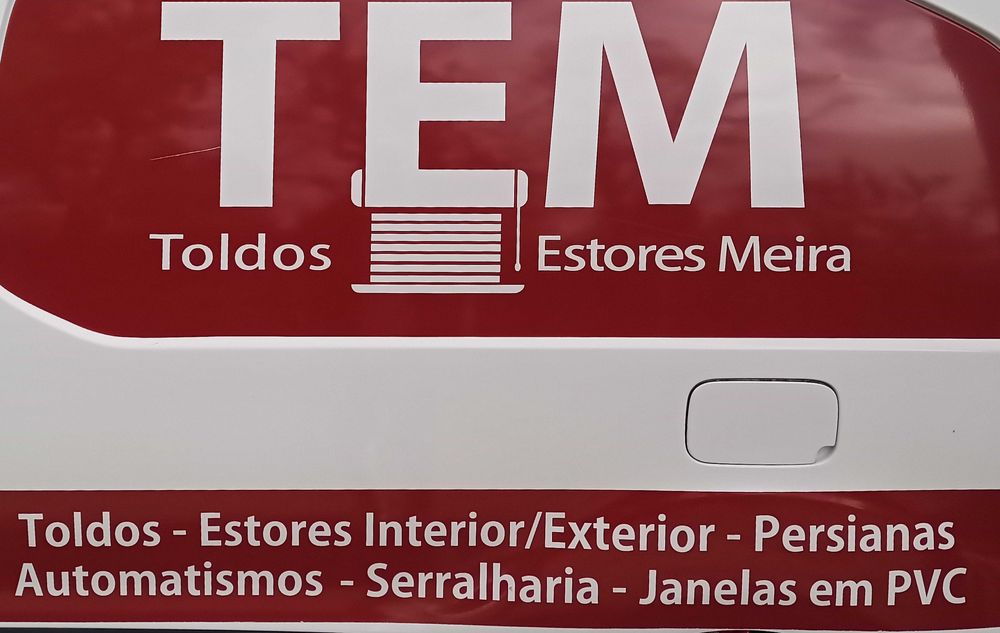 TEM
Toldos Estores Meira
Toldos - Estores Interior/Exterior - Persianas
Automatismos - Serralharia - Janelas em PVC